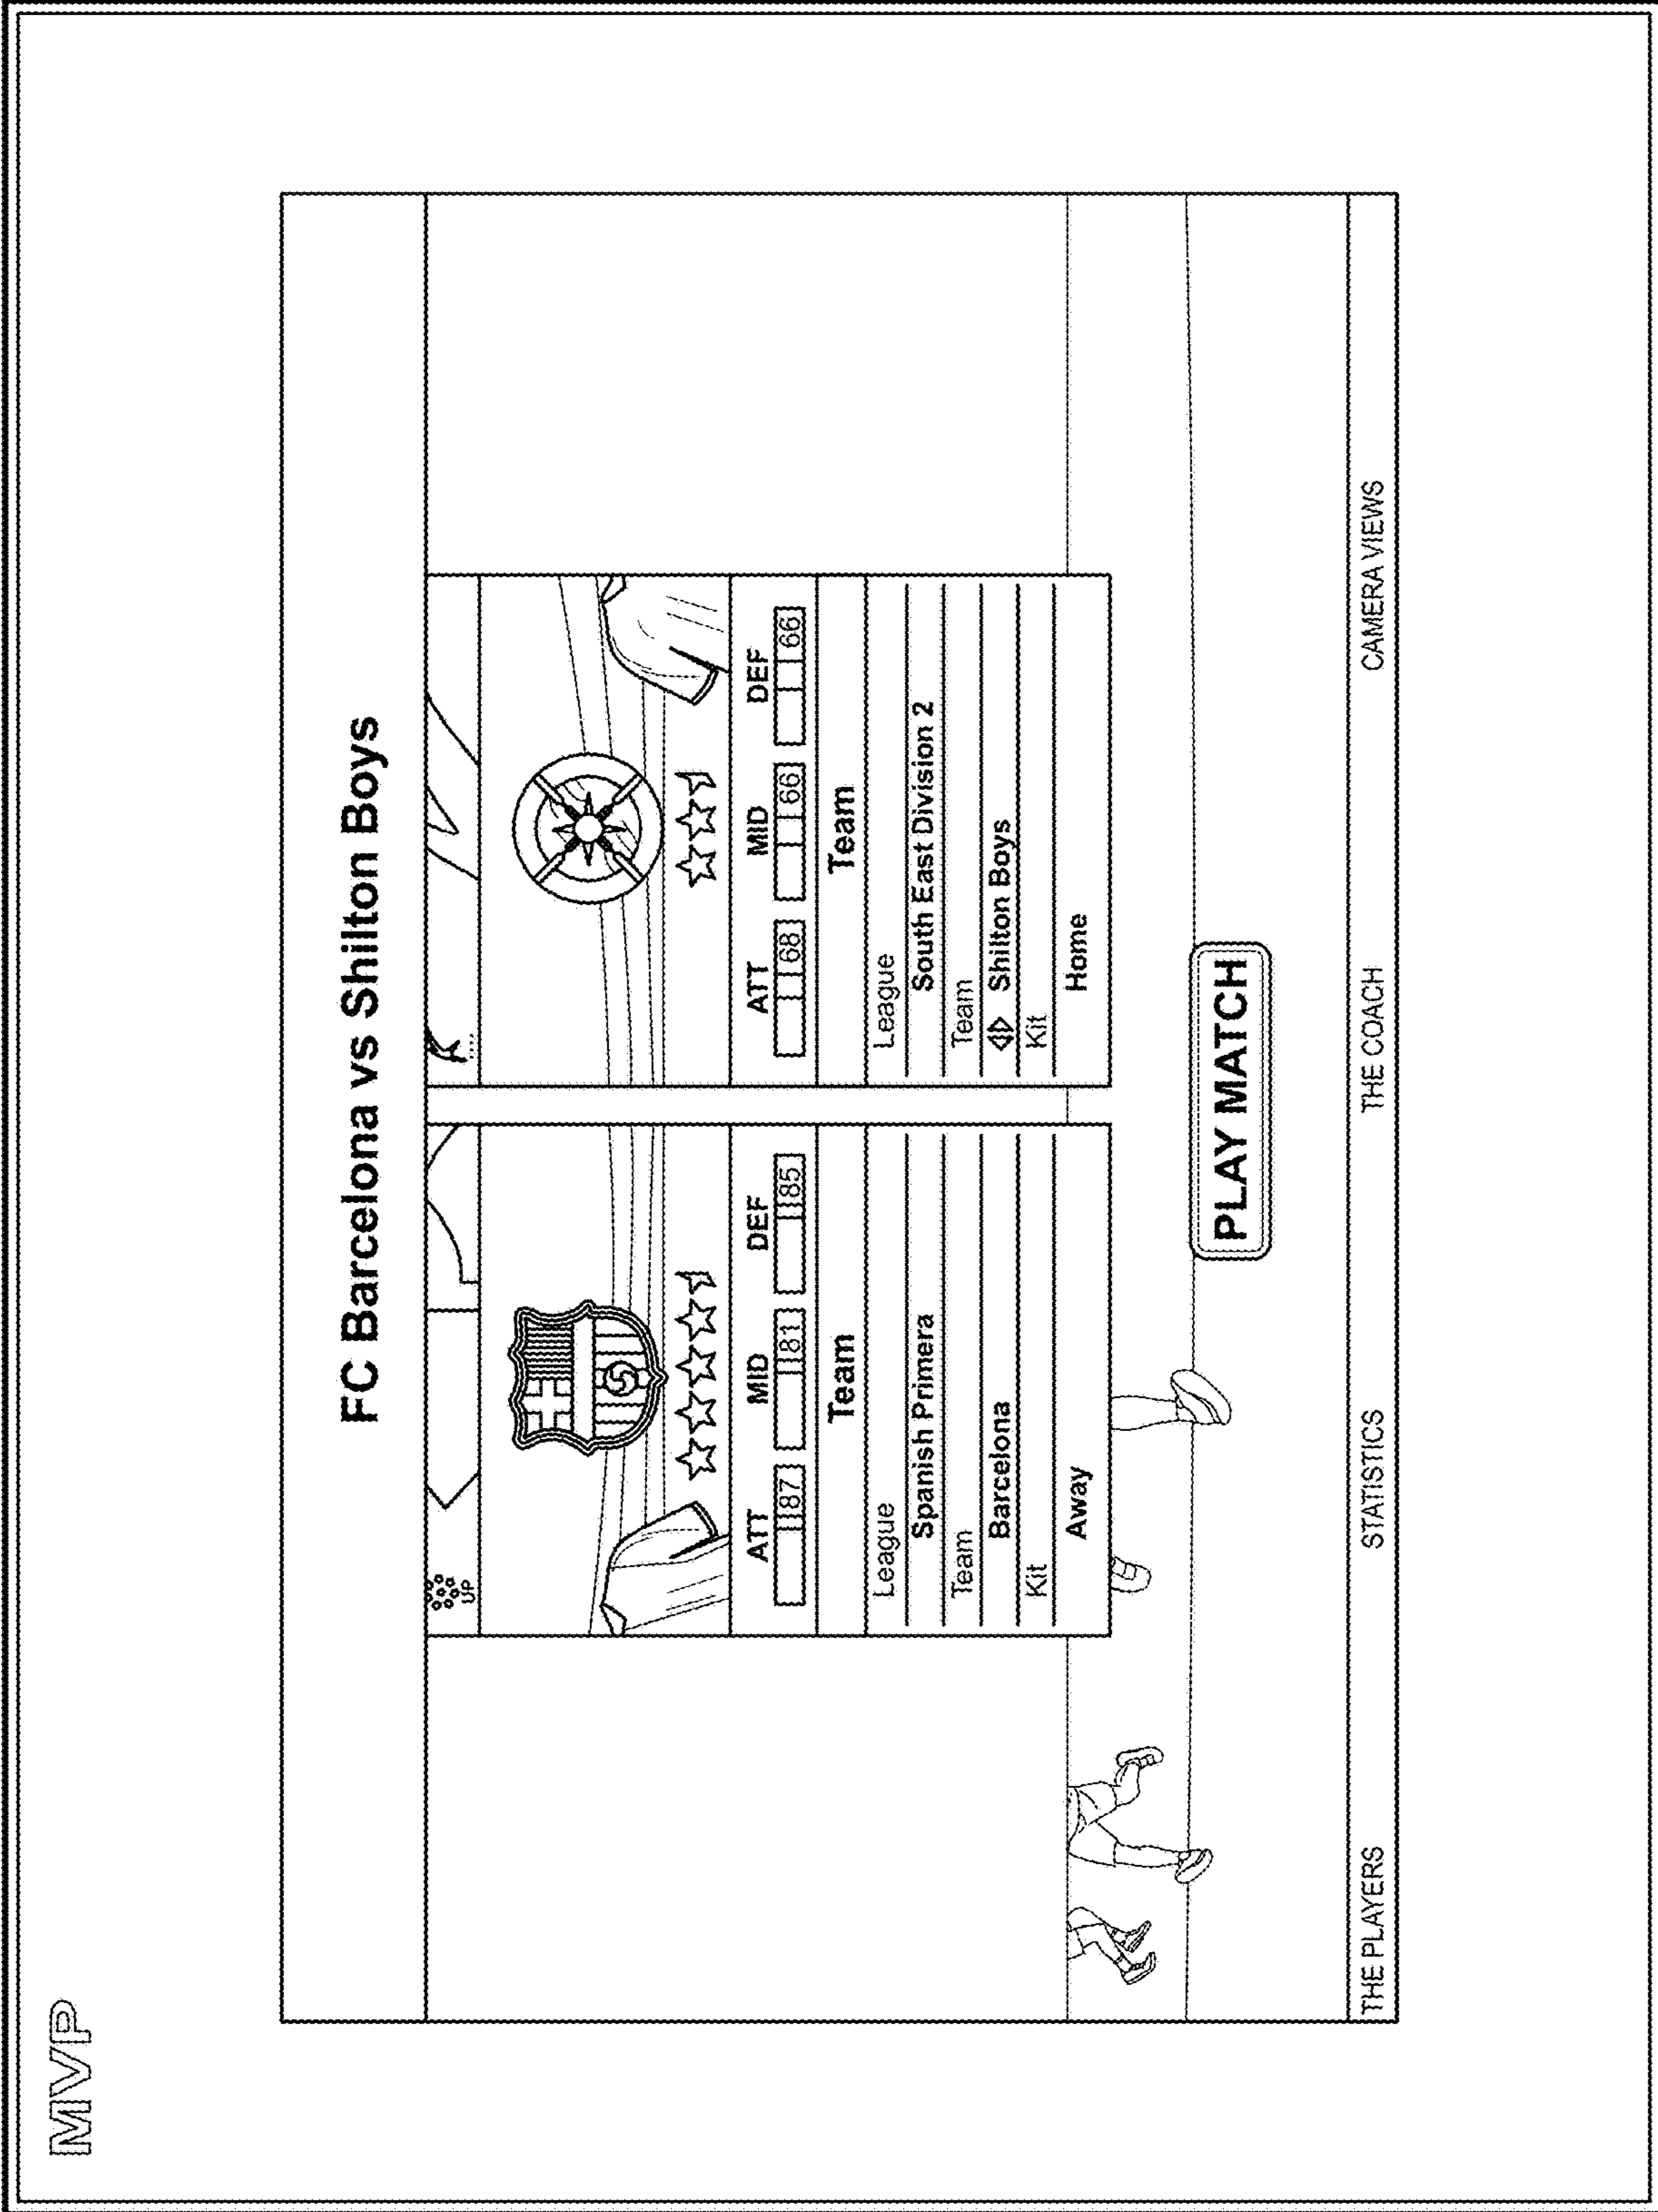 MVP
FC Barcelona vs Shilton Boys
UP
ATT MID DEF
87 81 85
Team
League
Spanish Primera
Team
Barcelona
Kit
Away
ATT MID DEF
68 66 66
Team
League
South East Division 2
Team
Shilton Boys
Kit
Home
PLAY MATCH
THE PLAYERS STATISTICS THE COACH CAMERA VIEWS